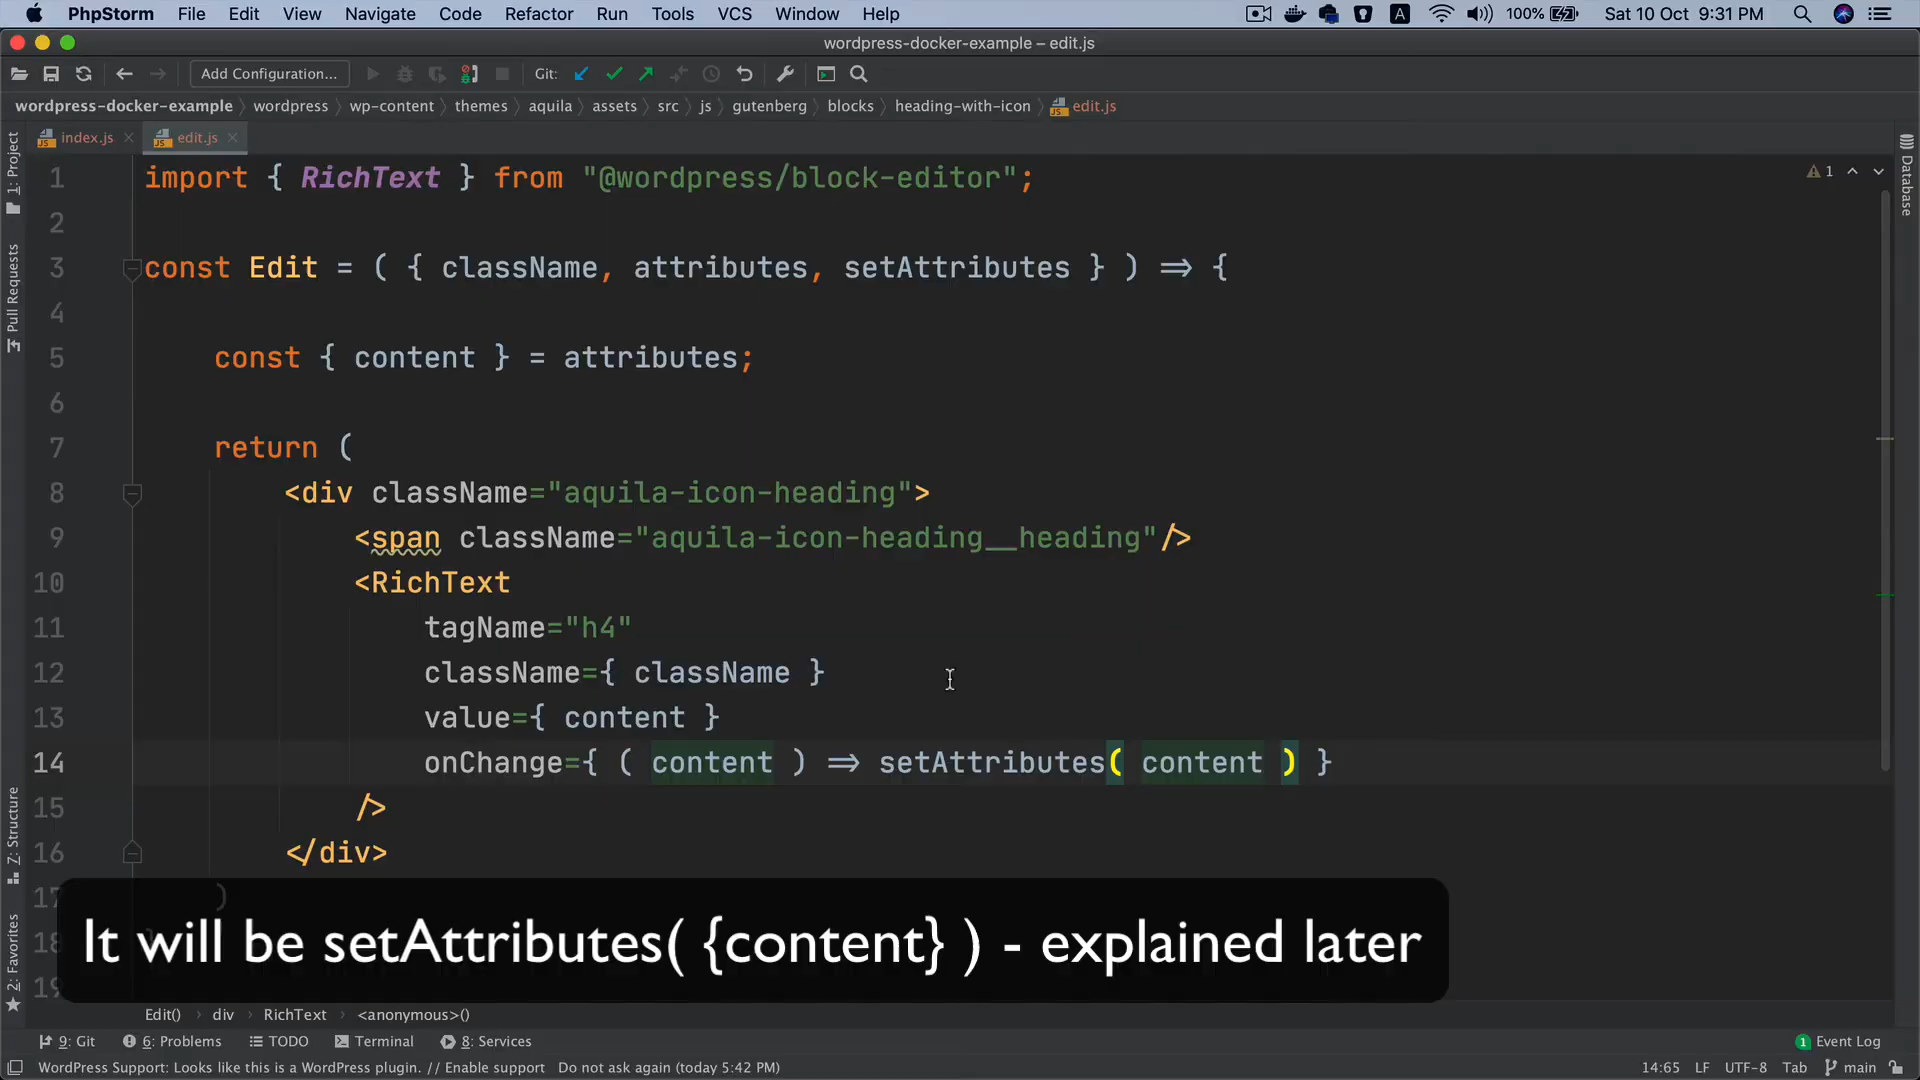 PhpStorm File Edit View Navigate Code Refactor Run Tools VCS Window Help A 100% Sat 10 Oct 9:31 PM
wordpress-docker-example – edit.js
Add Configuration... Git:
wordpress-docker-example › wordpress › wp-content › themes › aquila › assets › src › js › gutenberg › blocks › heading-with-icon › edit.js
index.js × edit.js ×
1: Project
Pull Requests
Z: Structure
2: Favorites
Database
1
1 import { RichText } from "@wordpress/block-editor";
2
3 const Edit = ( { className, attributes, setAttributes } ) => {
4
5 const { content } = attributes;
6
7 return (
8 <div className="aquila-icon-heading">
9 <span className="aquila-icon-heading__heading"/>
10 <RichText
11 tagName="h4"
12 className={ className }
13 value={ content }
14 onChange={ ( content ) => setAttributes( content ) }
15 />
16 </div>
17 )
18
19
It will be setAttributes( {content} ) - explained later
Edit() › div › RichText › <anonymous>()
9: Git 6: Problems TODO Terminal 8: Services 1 Event Log
WordPress Support: Looks like this is a WordPress plugin. // Enable support Do not ask again (today 5:42 PM) 14:65 LF UTF-8 Tab main